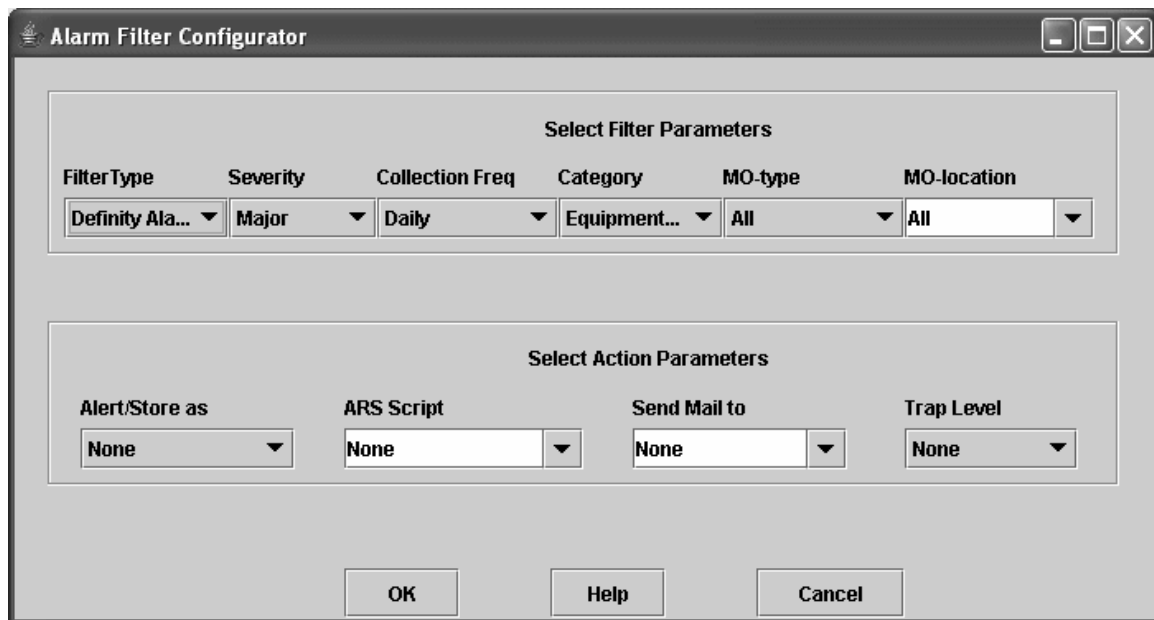 Alarm Filter Configurator
Select Filter Parameters
FilterType Severity Collection Freq Category MO-type MO-location
Definity Ala... Major Daily Equipment... All All
Select Action Parameters
Alert/Store as ARS Script Send Mail to Trap Level
None None None None
OK Help Cancel